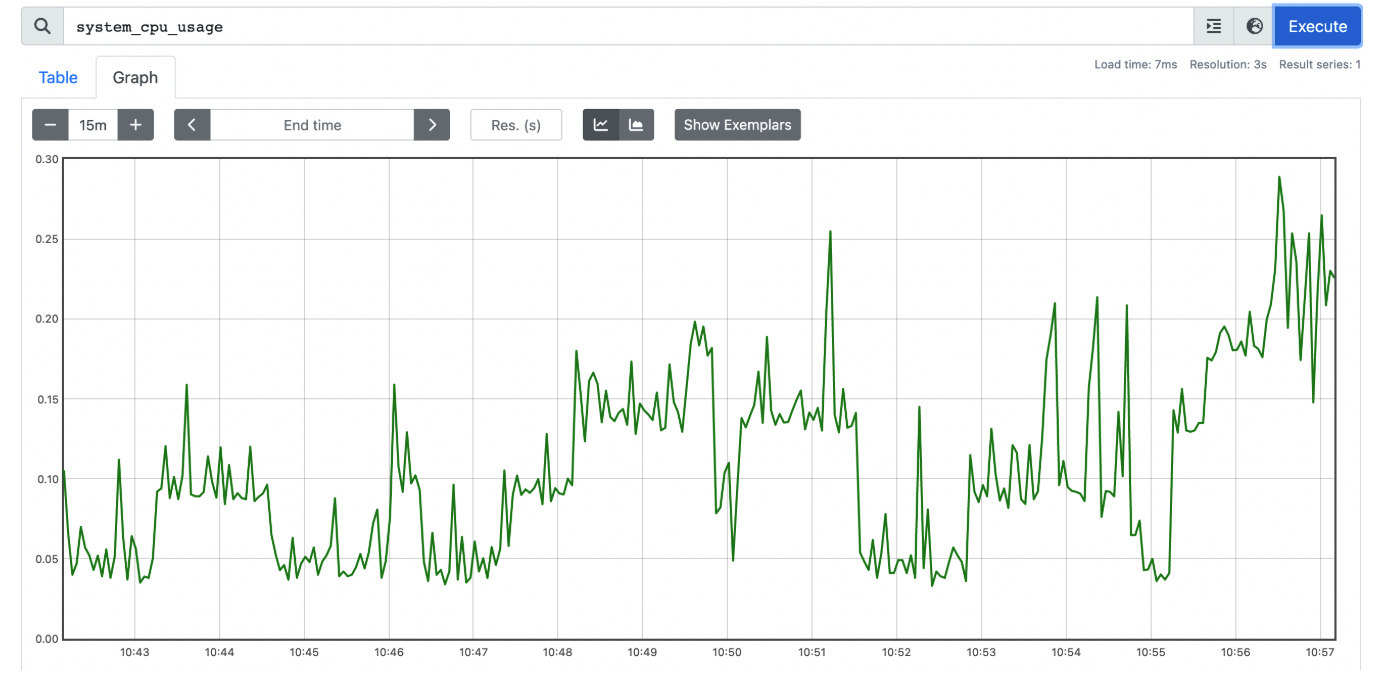 system_cpu_usage
Execute
Load time: 7ms Resolution: 3s Result series: 1
Table
Graph
15m
End time
Res. (s)
Show Exemplars
0.30
0.25
0.20
0.15
0.10
0.05
0.00
10:43 10:44 10:45 10:46 10:47 10:48 10:49 10:50 10:51 10:52 10:53 10:54 10:55 10:56 10:57